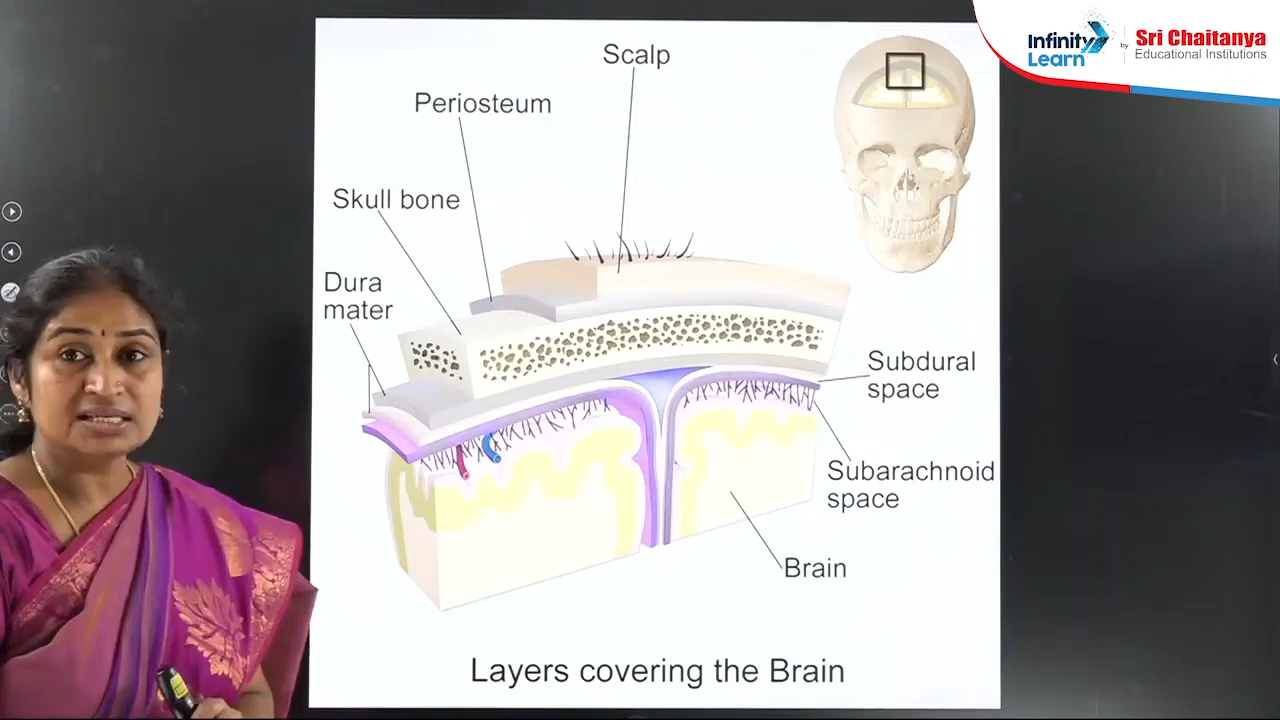 Infinity
Learn
by
Sri Chaitanya
Educational Institutions
Scalp
Periosteum
Skull bone
Dura
mater
Subdural
space
Subarachnoid
space
Brain
Layers covering the Brain